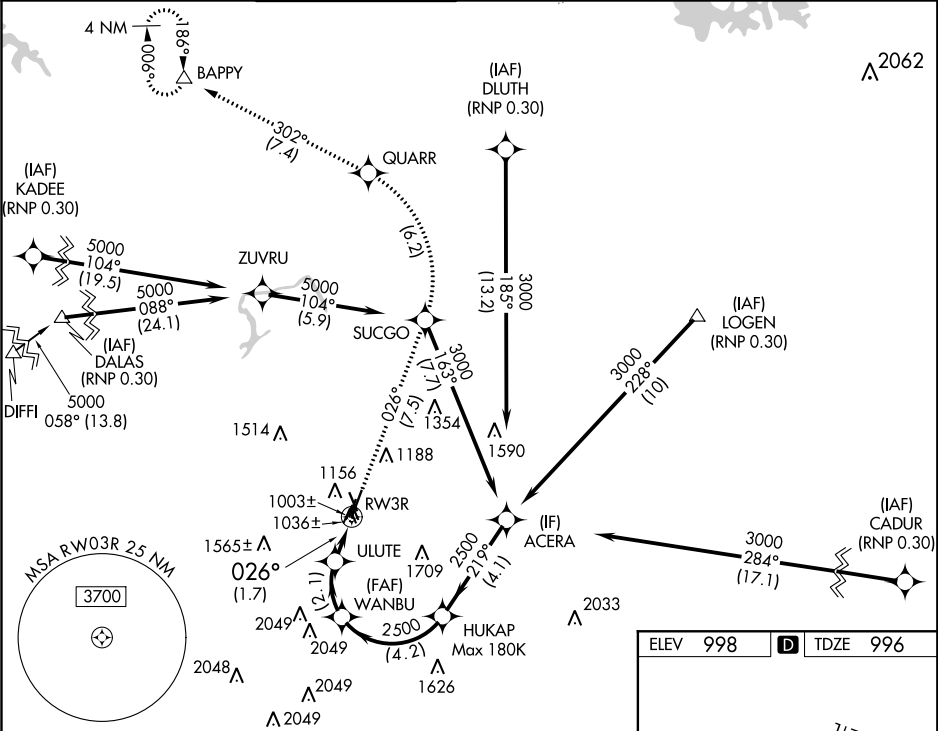 4 NM
186°
006°
BAPPY
302°
(7.4)
QUARR
(IAF)
DLUTH
(RNP 0.30)
2062
(IAF)
KADEE
(RNP 0.30)
5000
104°
(19.5)
ZUVRU
(6.2)
3000
185°
(13.2)
5000
088°
(24.1)
5000
104°
(5.9)
SUCGO
(IAF)
LOGEN
(RNP 0.30)
(IAF)
DALAS
(RNP 0.30)
DIFFI
5000
058° (13.8)
3000
163°
(7.7)
3000
228°
(10)
026°
(7.5)
1354
1514
1590
1188
1156
1003±
1036±
RW3R
1565±
ULUTE
026°
(1.7)
(2.1)
(FAF)
WANBU
1709
2500
219°
(4.1)
(IF)
ACERA
(IAF)
CADUR
(RNP 0.30)
3000
284°
(17.1)
MSA RW03R 25 NM
3700
2049
2049
2500
(4.2)
HUKAP
Max 180K
2033
2048
2049
2049
1626
ELEV 998 D TDZE 996